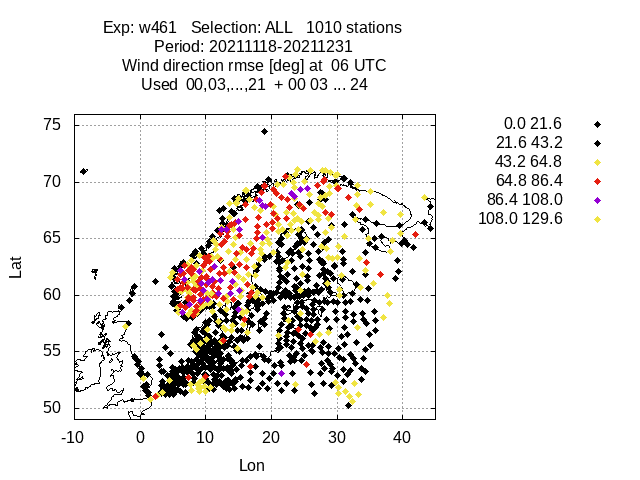 Exp: w461   Selection: ALL   1010 stations
Period: 20211118-20211231
Wind direction rmse [deg] at  06 UTC
Used  00,03,...,21  + 00 03 ... 24
0.0 21.6
21.6 43.2
43.2 64.8
64.8 86.4
86.4 108.0
108.0 129.6
75
70
65
60
55
50
Lat
-10 0 10 20 30 40
Lon